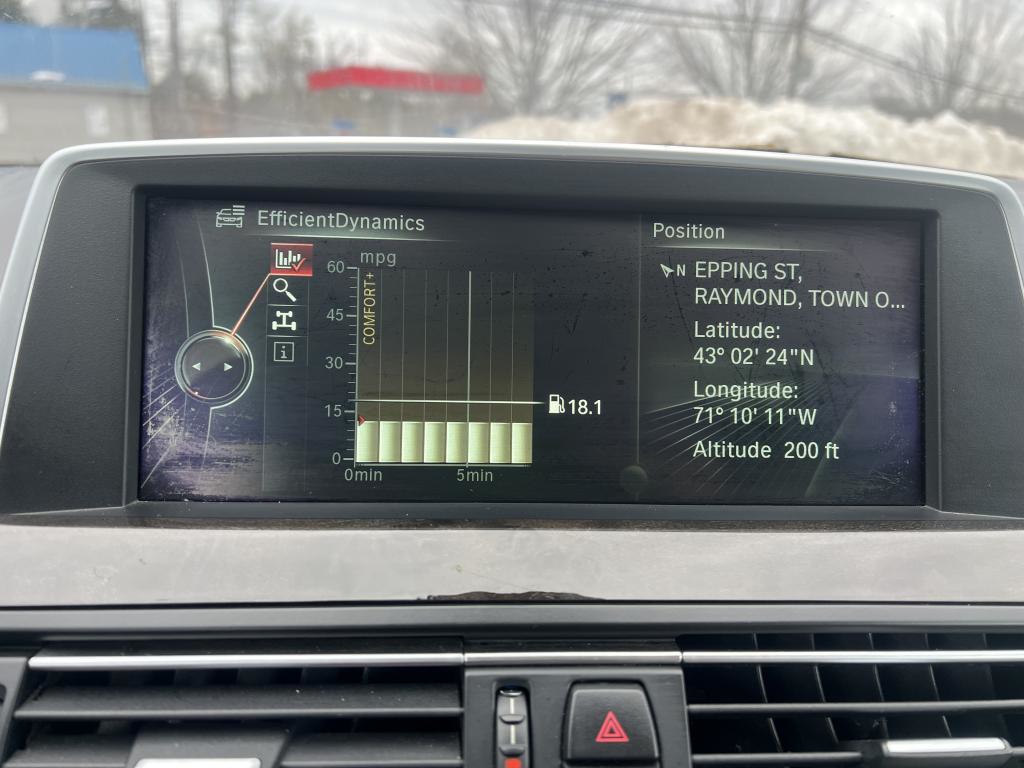 EfficientDynamics
mpg
60
45
30
15
0
COMFORT+
0min
5min
18.1
i
Position
N EPPING ST,
RAYMOND, TOWN O...
Latitude:
43° 02' 24"N
Longitude:
71° 10' 11"W
Altitude 200 ft